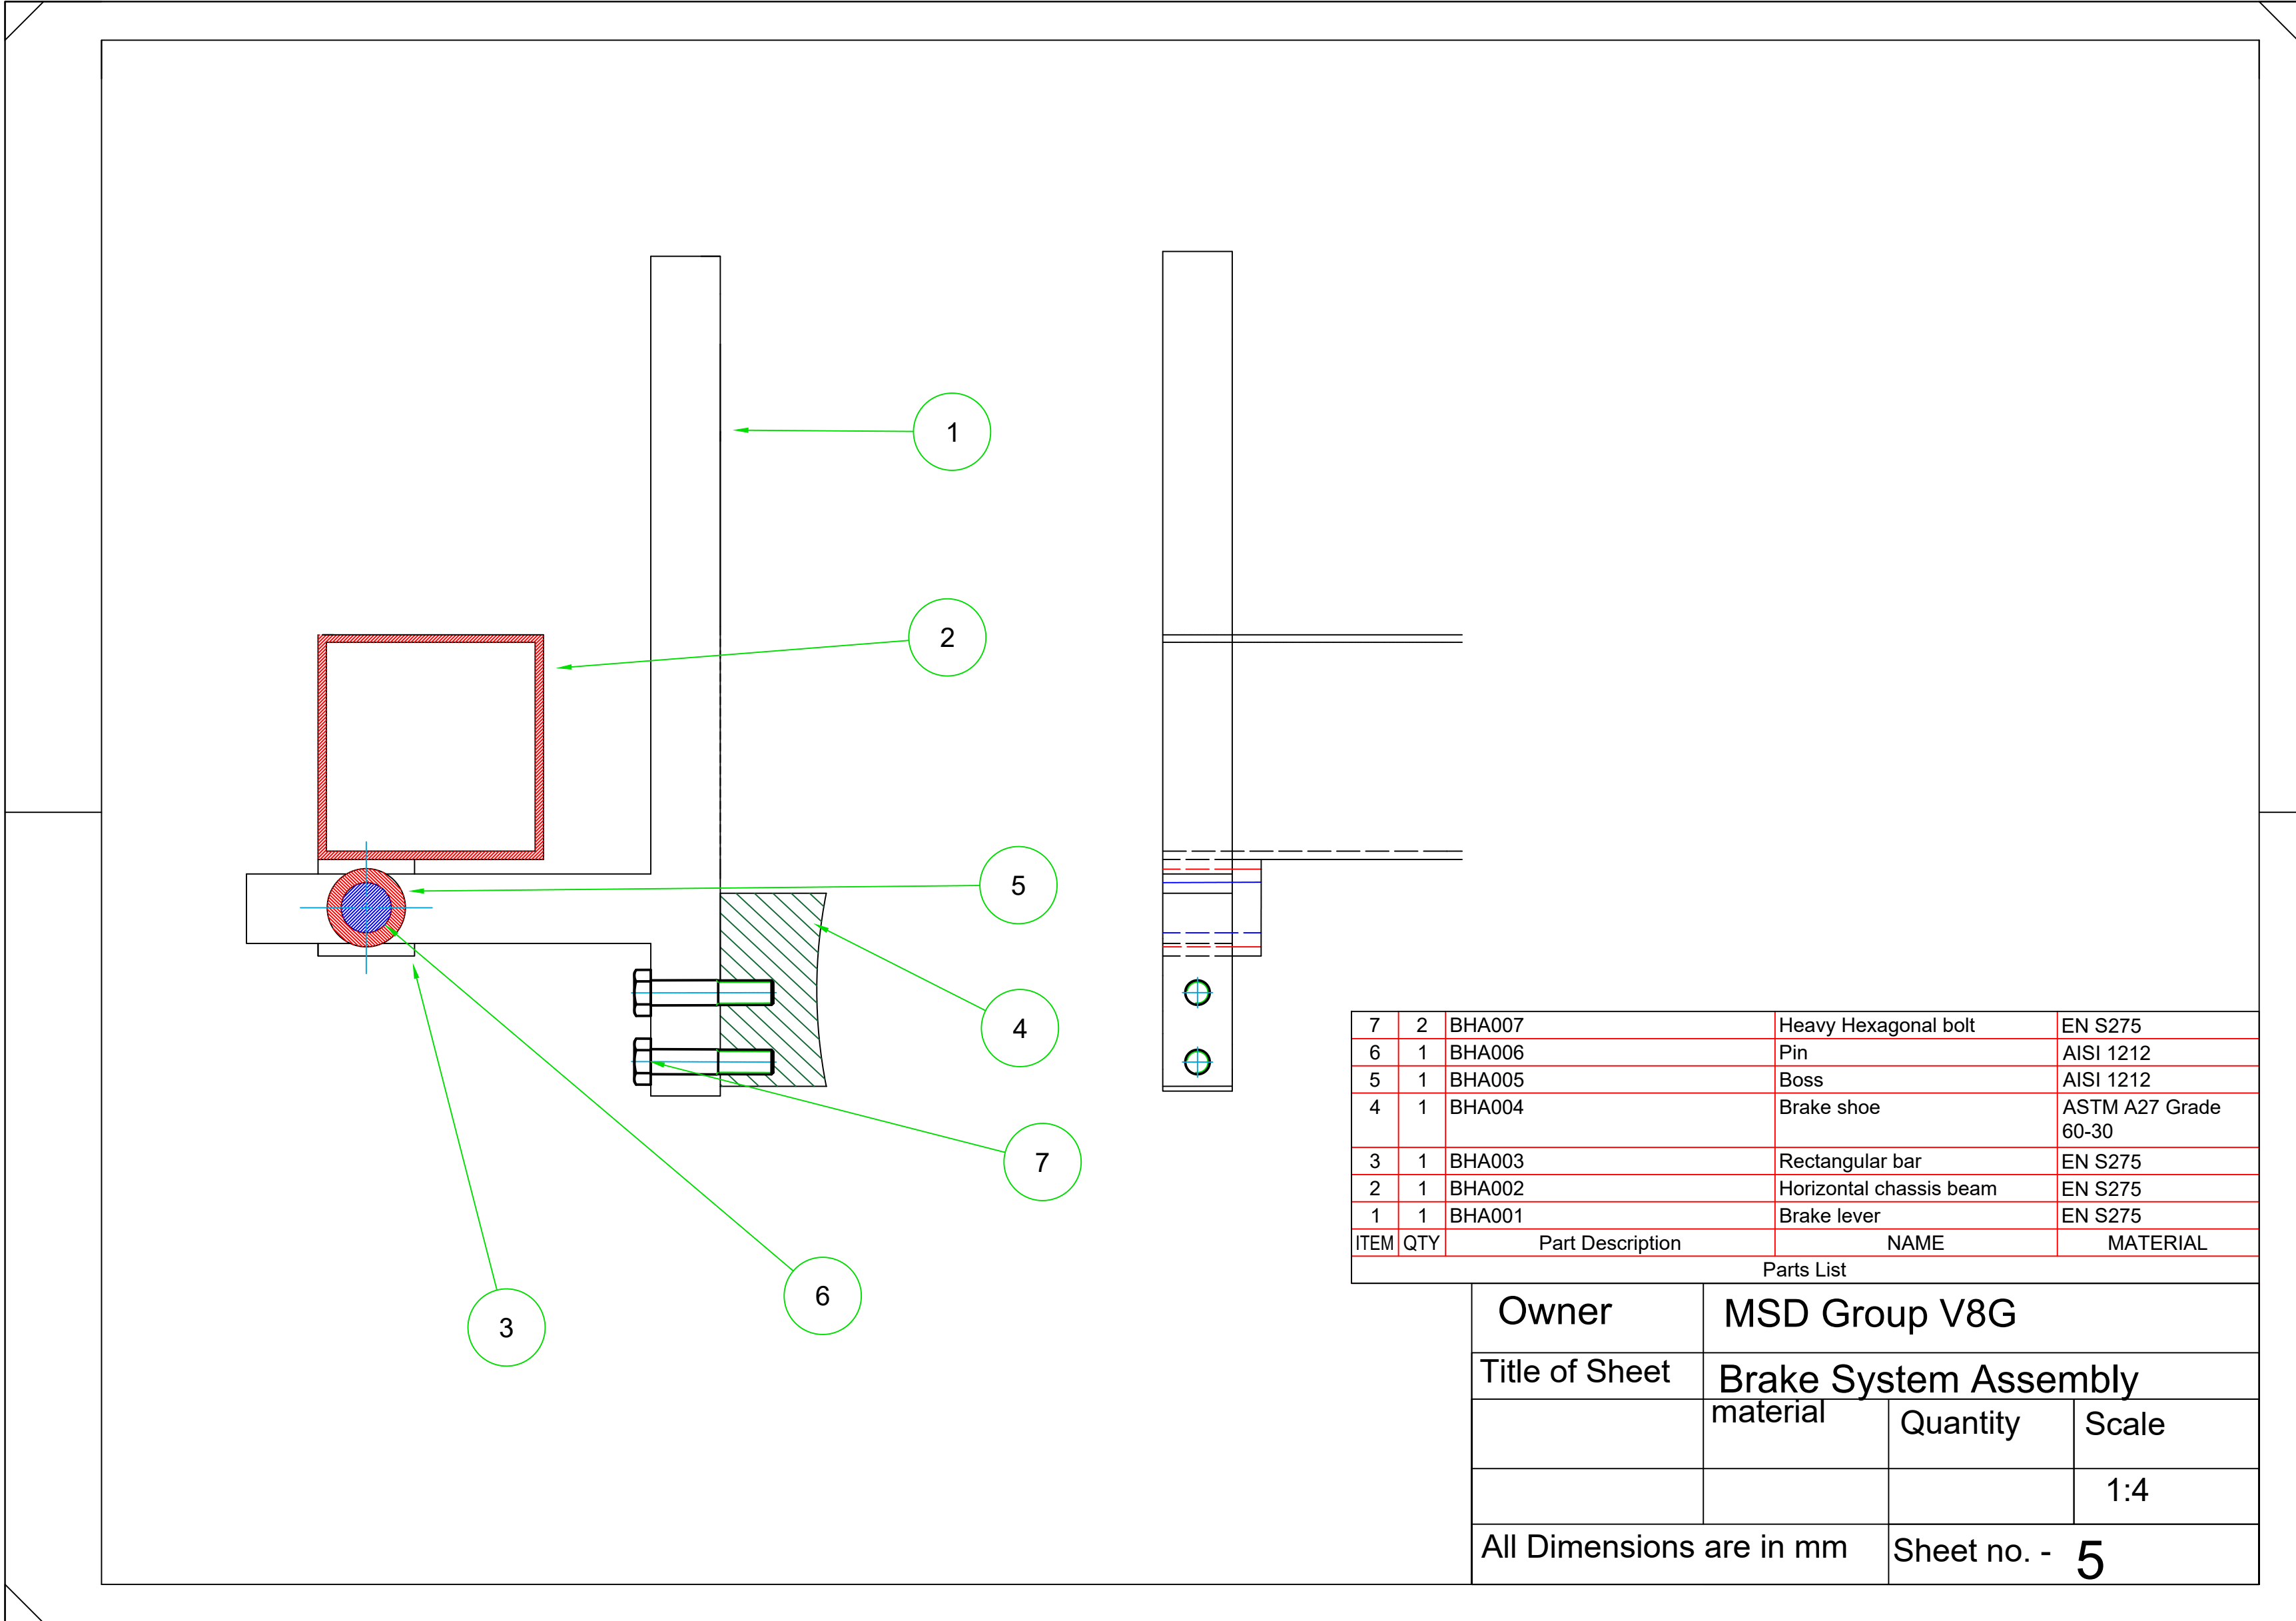 1
2
5
4
7
6
3
7 2 BHA007 Heavy Hexagonal bolt EN S275
6 1 BHA006 Pin AISI 1212
5 1 BHA005 Boss AISI 1212
4 1 BHA004 Brake shoe ASTM A27 Grade
60-30
3 1 BHA003 Rectangular bar EN S275
2 1 BHA002 Horizontal chassis beam EN S275
1 1 BHA001 Brake lever EN S275
ITEM QTY Part Description NAME MATERIAL
Parts List
Owner MSD Group V8G
Title of Sheet Brake System Assembly
material Quantity Scale
1:4
All Dimensions are in mm Sheet no. - 5